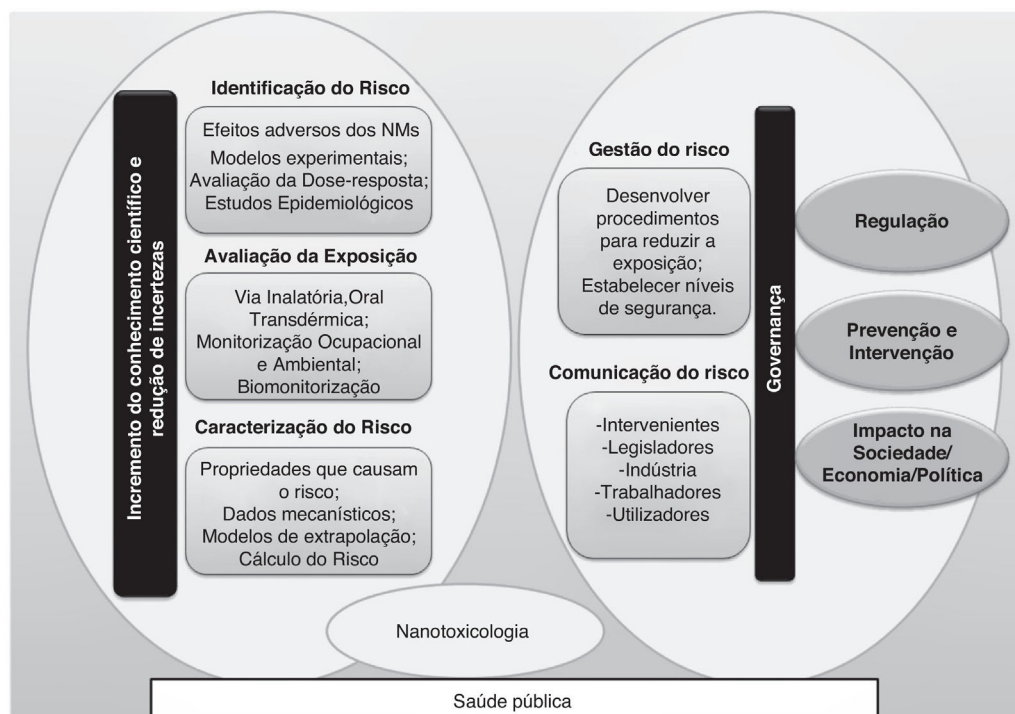 Incremento do conhecimento científico e
redução de incertezas
Identificação do Risco
Efeitos adversos dos NMs
Modelos experimentais;
Avaliação da Dose-resposta;
Estudos Epidemiológicos
Avaliação da Exposição
Via Inalatória,Oral
Transdérmica;
Monitorização Ocupacional
e Ambiental;
Biomonitorização
Caracterização do Risco
Propriedades que causam
o risco;
Dados mecanísticos;
Modelos de extrapolação;
Cálculo do Risco
Gestão do risco
Desenvolver
procedimentos
para reduzir a
exposição;
Estabelecer níveis
de segurança.
Comunicação do risco
-Intervenientes
-Legisladores
-Indústria
-Trabalhadores
-Utilizadores
Governança
Regulação
Prevenção e
Intervenção
Impacto na
Sociedade/
Economia/Política
Nanotoxicologia
Saúde pública